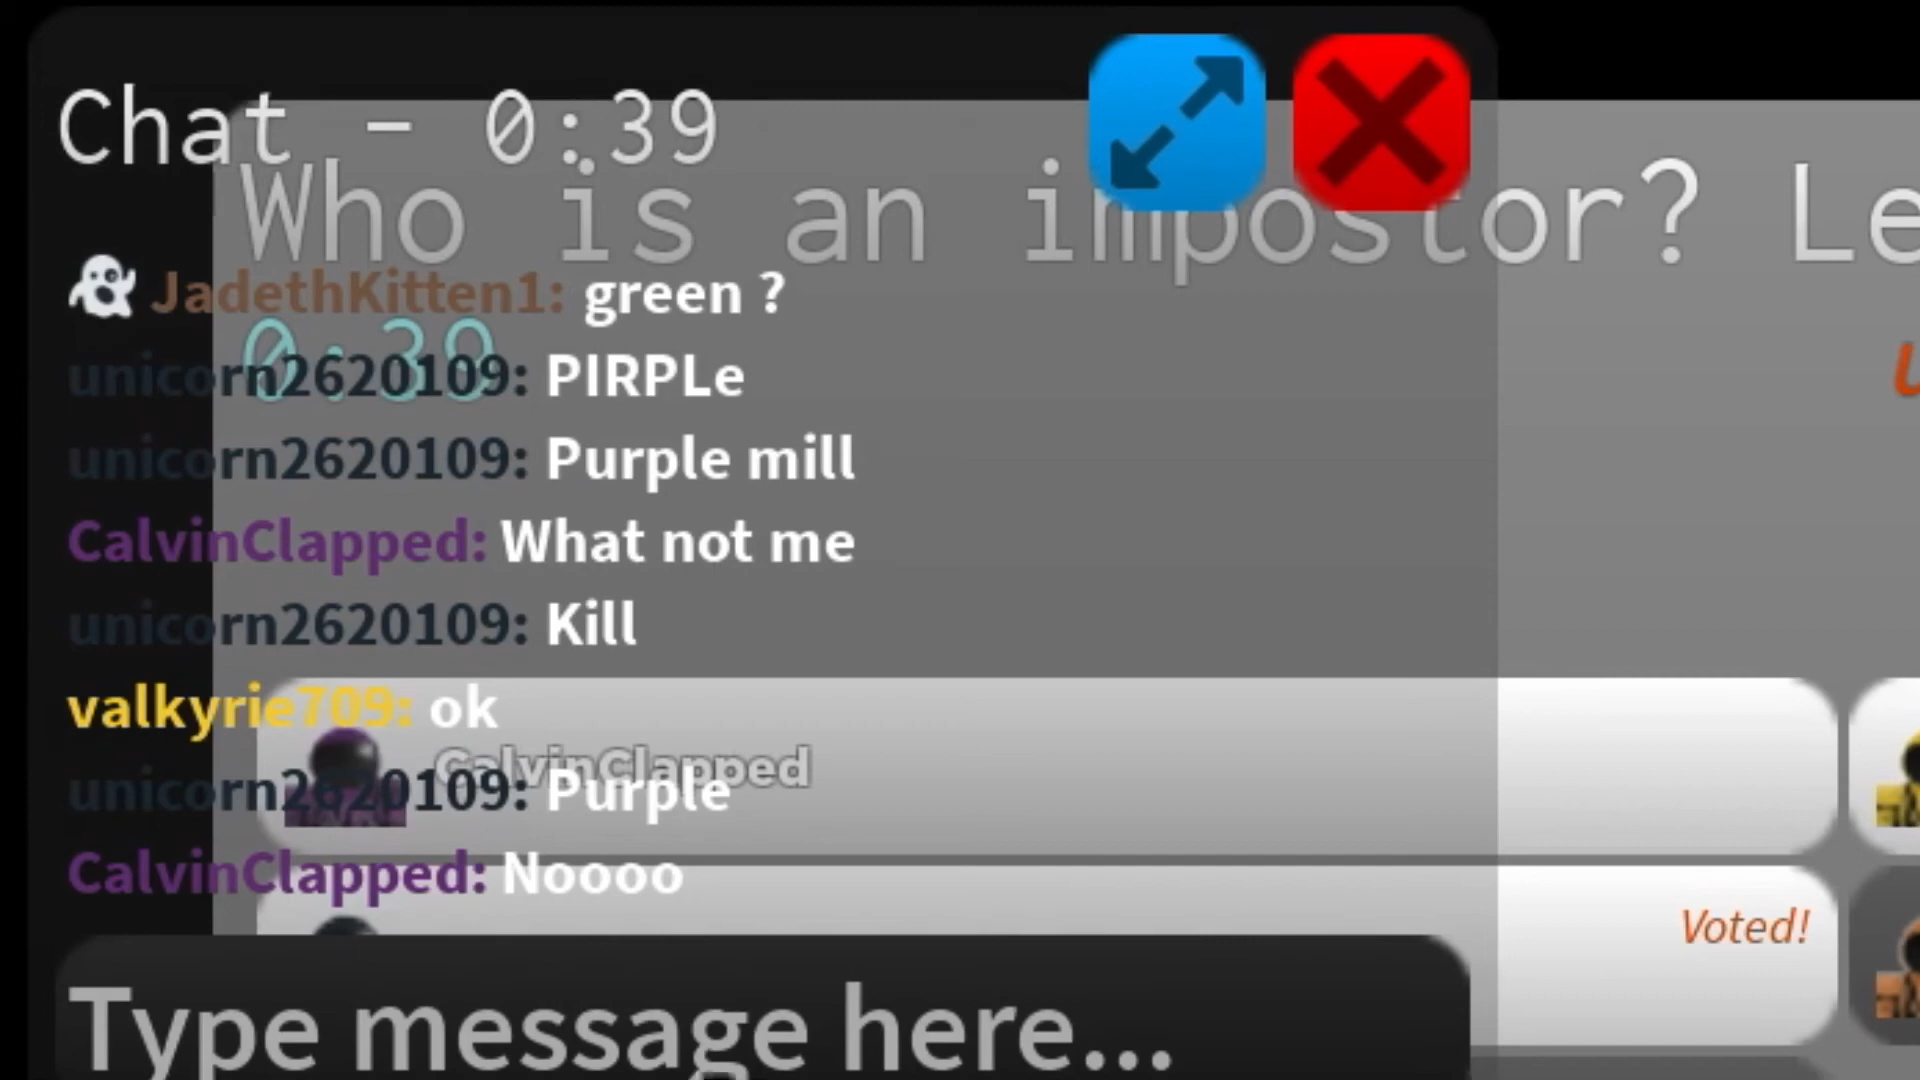 Chat - 0:39
Who is an impostor? Le
JadethKitten1: green ?
0:39
unicorn2620109: PIRPLe
unicorn2620109: Purple mill
CalvinClapped: What not me
unicorn2620109: Kill
valkyrie709: ok
CalvinClapped
unicorn2620109: Purple
CalvinClapped: Noooo
Voted!
Type message here...